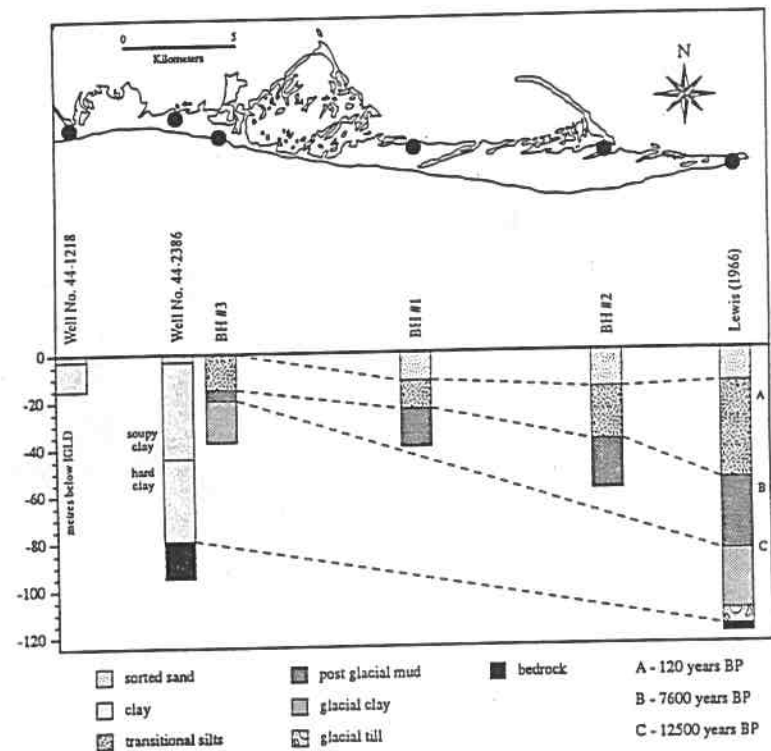 0 5
Kilometers
N
Well No. 44-1218
Well No. 44-2386
BH #3
BH #1
BH #2
Lewis (1966)
metres below IGLD
0
-20
-40
-60
-80
-100
-120
soupy
clay
hard
clay
A
B
C
sorted sand
clay
transitional silts
post glacial mud
glacial clay
glacial till
bedrock
A - 120 years BP
B - 7600 years BP
C - 12500 years BP